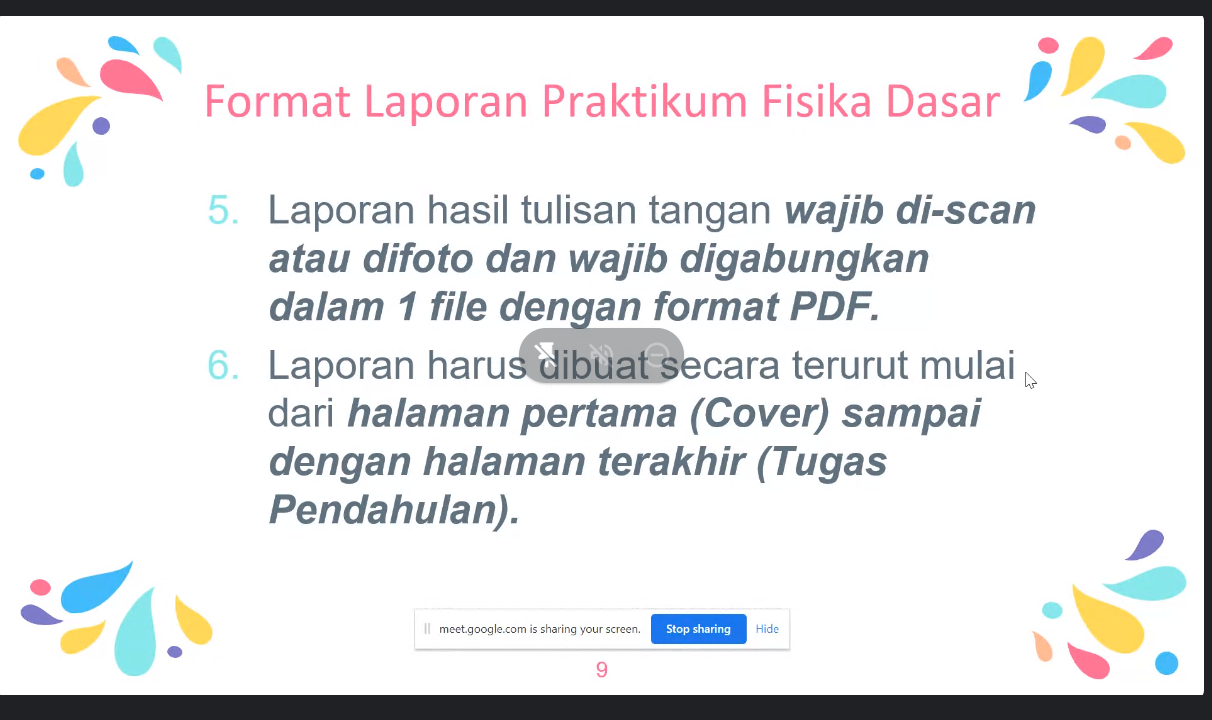 Format Laporan Praktikum Fisika Dasar
5. Laporan hasil tulisan tangan wajib di-scan
atau difoto dan wajib digabungkan
dalam 1 file dengan format PDF.
6. Laporan harus dibuat secara terurut mulai
dari halaman pertama (Cover) sampai
dengan halaman terakhir (Tugas
Pendahulan).
meet.google.com is sharing your screen. Stop sharing Hide
9